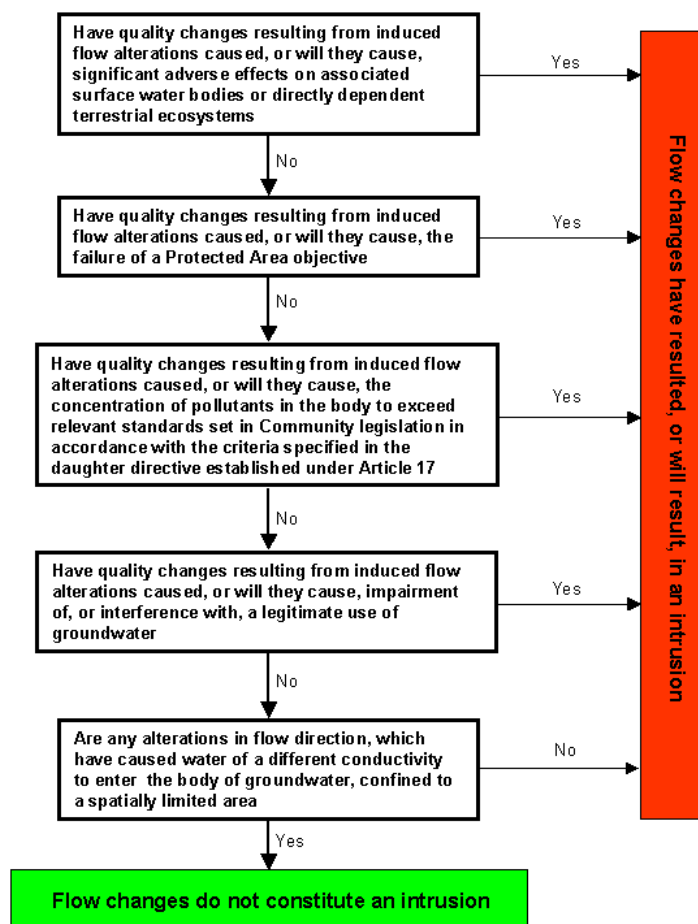 Have quality changes resulting from induced
flow alterations caused, or will they cause,
significant adverse effects on associated
surface water bodies or directly dependent
terrestrial ecosystems
Yes
No
Have quality changes resulting from induced
flow alterations caused, or will they cause, the
failure of a Protected Area objective
Yes
No
Have quality changes resulting from induced flow
alterations caused, or will they cause, the
concentration of pollutants in the body to exceed
relevant standards set in Community legislation in
accordance with the criteria specified in the
daughter directive established under Article 17
Yes
No
Have quality changes resulting from induced flow
alterations caused, or will they cause, impairment
of, or interference with, a legitimate use of
groundwater
Yes
No
Are any alterations in flow direction, which
have caused water of a different conductivity
to enter the body of groundwater, confined to
a spatially limited area
No
Yes
Flow changes do not constitute an intrusion
Flow changes have resulted, or will result, in an intrusion